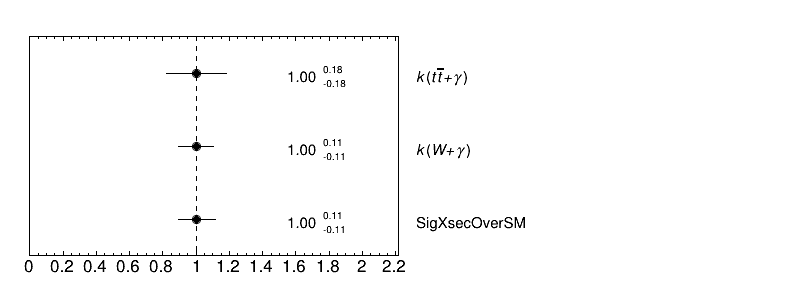 1.00 0.18 -0.18 k(tt̅+γ)
1.00 0.11 -0.11 k(W+γ)
1.00 0.11 -0.11 SigXsecOverSM
0 0.2 0.4 0.6 0.8 1 1.2 1.4 1.6 1.8 2 2.2